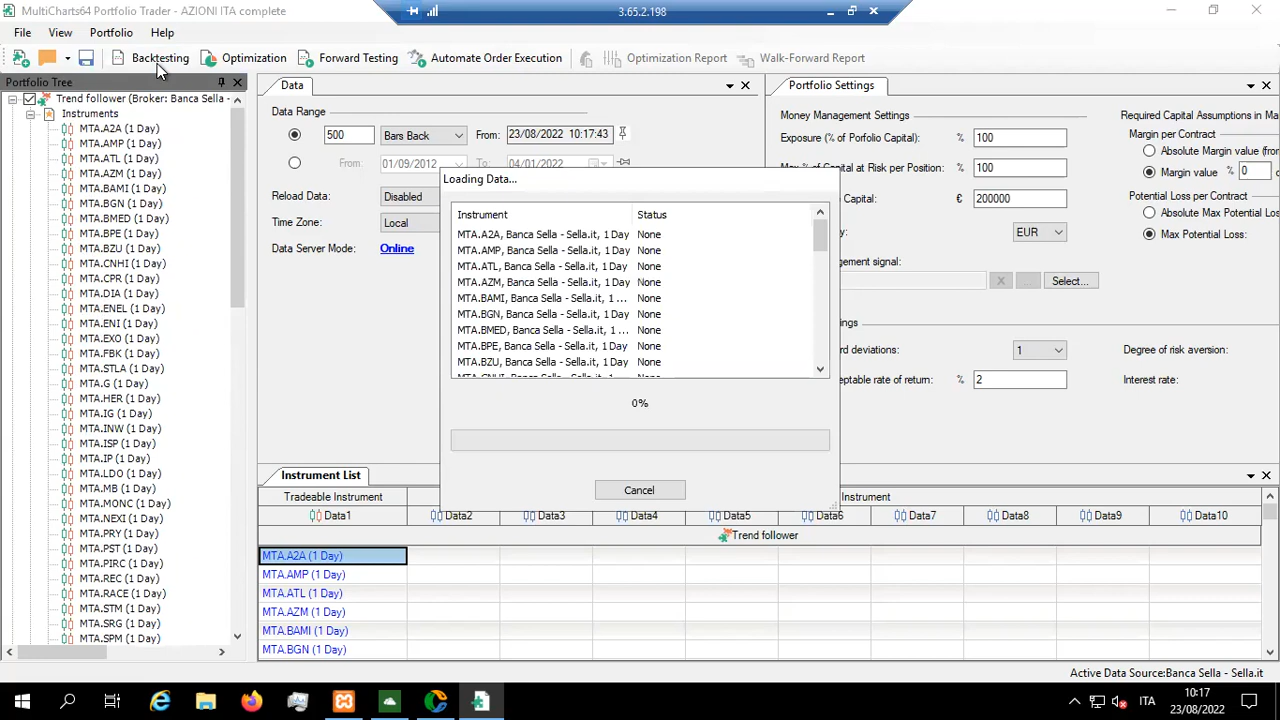 MultiCharts64 Portfolio Trader - AZIONI ITA complete
3.65.2.198
File View Portfolio Help
Backtesting Optimization Forward Testing Automate Order Execution Optimization Report Walk-Forward Report
Portfolio Tree
Trend follower (Broker: Banca Sella -
Instruments
MTA.A2A (1 Day)
MTA.AMP (1 Day)
MTA.ATL (1 Day)
MTA.AZM (1 Day)
MTA.BAMI (1 Day)
MTA.BGN (1 Day)
MTA.BMED (1 Day)
MTA.BPE (1 Day)
MTA.BZU (1 Day)
MTA.CNHI (1 Day)
MTA.CPR (1 Day)
MTA.DIA (1 Day)
MTA.ENEL (1 Day)
MTA.ENI (1 Day)
MTA.EXO (1 Day)
MTA.FBK (1 Day)
MTA.STLA (1 Day)
MTA.G (1 Day)
MTA.HER (1 Day)
MTA.IG (1 Day)
MTA.INW (1 Day)
MTA.ISP (1 Day)
MTA.IP (1 Day)
MTA.LDO (1 Day)
MTA.MB (1 Day)
MTA.MONC (1 Day)
MTA.NEXI (1 Day)
MTA.PRY (1 Day)
MTA.PST (1 Day)
MTA.PIRC (1 Day)
MTA.REC (1 Day)
MTA.RACE (1 Day)
MTA.STM (1 Day)
MTA.SRG (1 Day)
MTA.SPM (1 Day)
Data
Data Range
500 Bars Back From: 23/08/2022 10:17:43
From: 01/09/2012 To: 04/01/2022
Reload Data: Disabled
Time Zone: Local
Data Server Mode: Online
Loading Data...
Instrument Status
MTA.A2A, Banca Sella - Sella.it, 1 Day None
MTA.AMP, Banca Sella - Sella.it, 1 Day None
MTA.ATL, Banca Sella - Sella.it, 1 Day None
MTA.AZM, Banca Sella - Sella.it, 1 Day None
MTA.BAMI, Banca Sella - Sella.it, 1 ... None
MTA.BGN, Banca Sella - Sella.it, 1 Day None
MTA.BMED, Banca Sella - Sella.it, 1 ... None
MTA.BPE, Banca Sella - Sella.it, 1 Day None
MTA.BZU, Banca Sella - Sella.it, 1 Day None
0%
Cancel
Portfolio Settings
Money Management Settings
Exposure (% of Porfolio Capital): % 100
% 100
Capital: € 200000
EUR
agement signal:
X ... Select...
1
ptable rate of return: % 2
Required Capital Assumptions in Ma
Margin per Contract
Absolute Margin value (from
Margin value % 0
Potential Loss per Contract
Absolute Max Potential Los
Max Potential Loss:
Degree of risk aversion:
Interest rate:
Instrument List
Tradeable Instrument Instrument
Data1 Data2 Data3 Data4 Data5 Data6 Data7 Data8 Data9 Data10
Trend follower
MTA.A2A (1 Day)
MTA.AMP (1 Day)
MTA.ATL (1 Day)
MTA.AZM (1 Day)
MTA.BAMI (1 Day)
MTA.BGN (1 Day)
Active Data Source:Banca Sella - Sella.it
ITA
10:17
23/08/2022